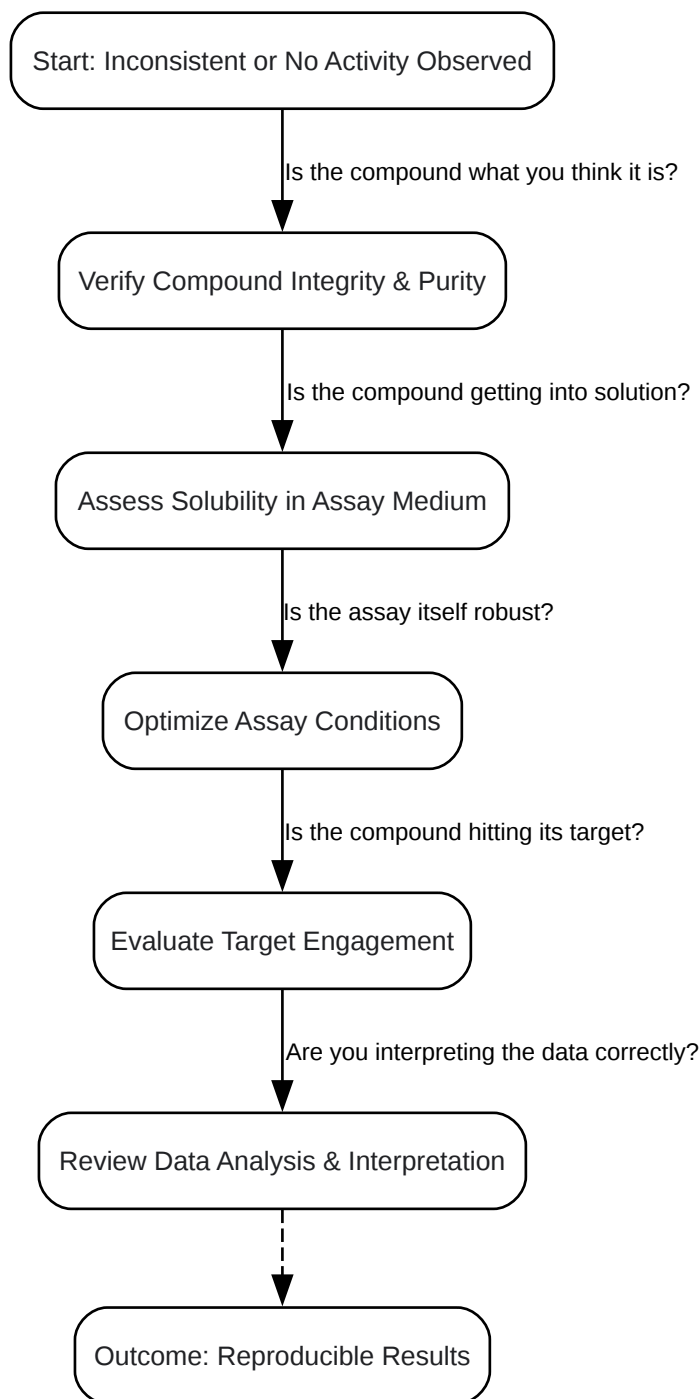 Start: Inconsistent or No Activity Observed
Is the compound what you think it is?
Verify Compound Integrity & Purity
Is the compound getting into solution?
Assess Solubility in Assay Medium
Is the assay itself robust?
Optimize Assay Conditions
Is the compound hitting its target?
Evaluate Target Engagement
Are you interpreting the data correctly?
Review Data Analysis & Interpretation
Outcome: Reproducible Results